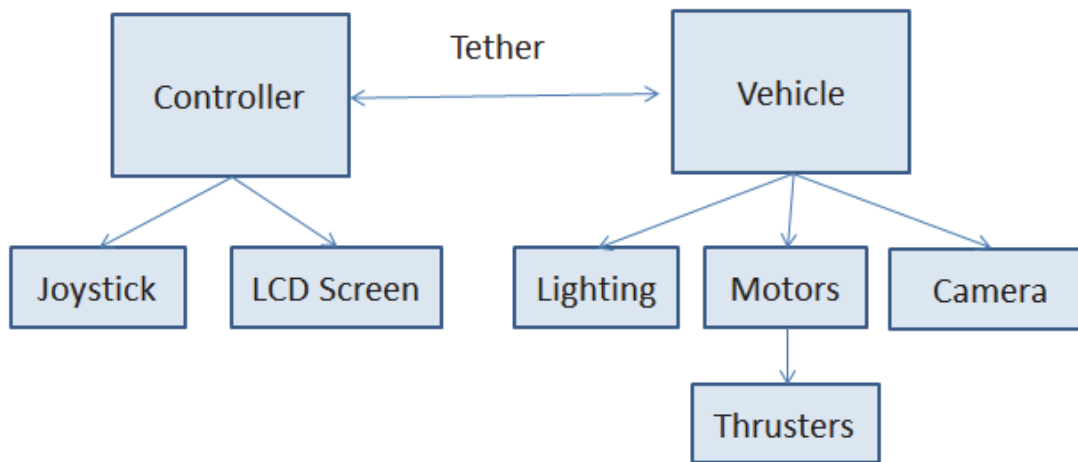 Tether
Controller
Vehicle
Joystick
LCD Screen
Lighting
Motors
Camera
Thrusters